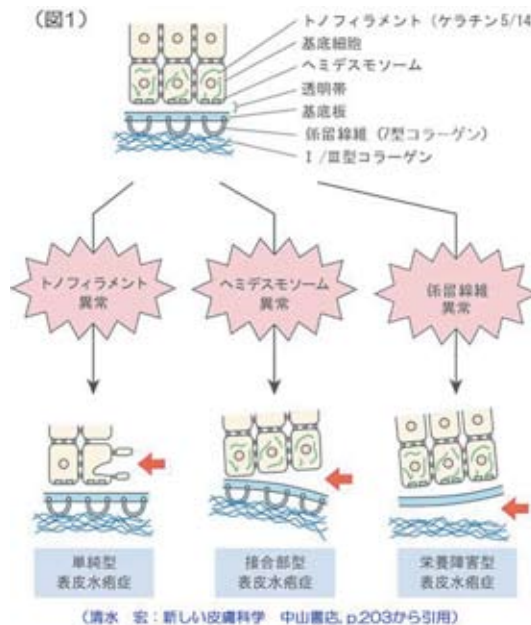 (図1)
トノフィラメント (ケラチン5/14
基底細胞
ヘミデスモソーム
透明帯
基底板
係留線維 (7型コラーゲン)
I/Ⅲ型コラーゲン
トノフィラメント
異常
ヘミデスモソーム
異常
係留線維
異常
単純型
表皮水疱症
接合部型
表皮水疱症
栄養障害型
表皮水疱症
(清水 宏:新しい皮膚科学 中山書店, p.203から引用)